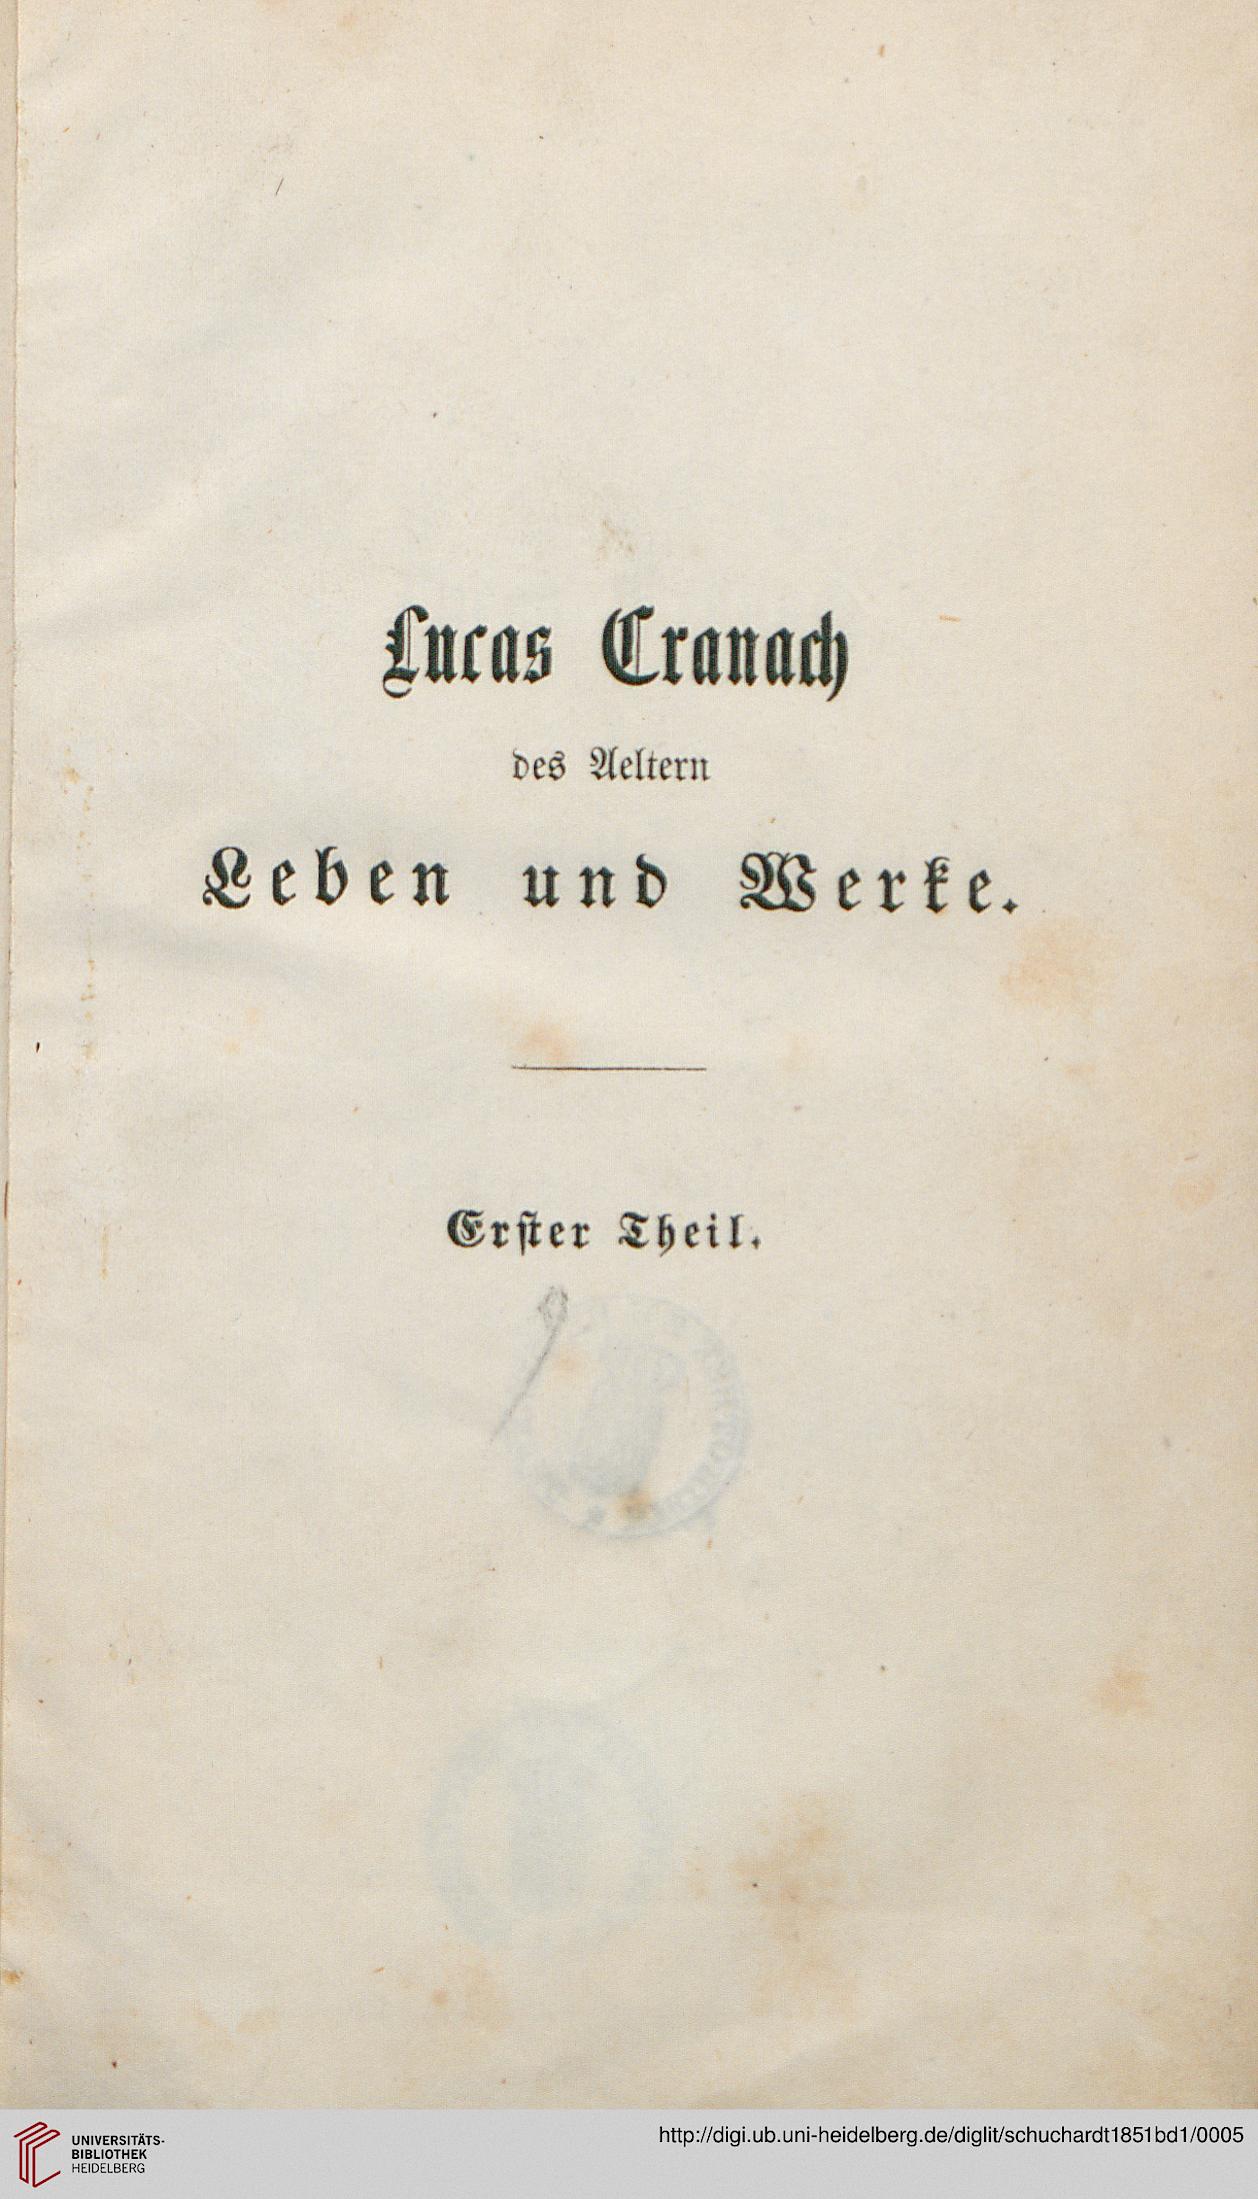 Lucas Cranach
des Aeltern
Leben und Werke.
Erster Theil.
UNIVERSITÄTS-
BIBLIOTHEK
HEIDELBERG
http://digi.ub.uni-heidelberg.de/diglit/schuchardt1851bd1/0005